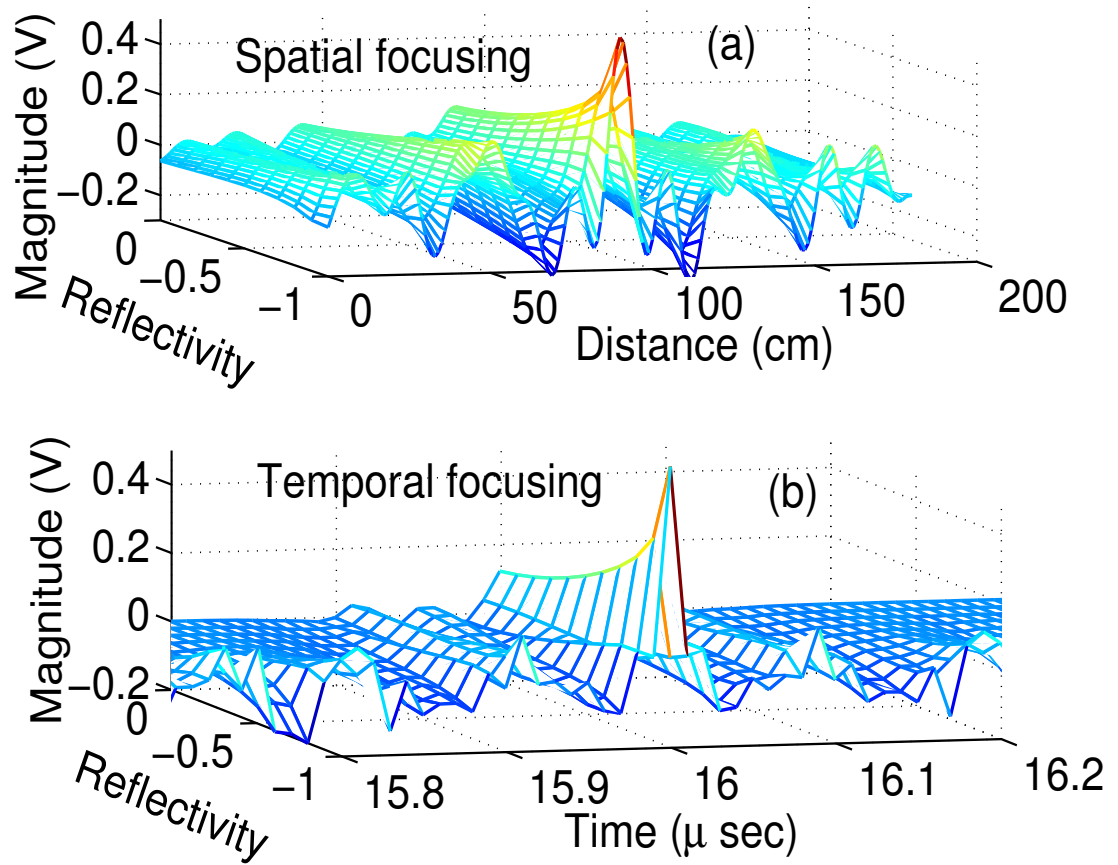 Magnitude (V)
0.4
0.2
0
−0.2
Spatial focusing
(a)
0
−0.5
−1
Reflectivity
0
50
100
150
200
Distance (cm)
Magnitude (V)
0.4
0.2
0
−0.2
Temporal focusing
(b)
0
−0.5
−1
Reflectivity
15.8
15.9
16
16.1
16.2
Time (μ sec)